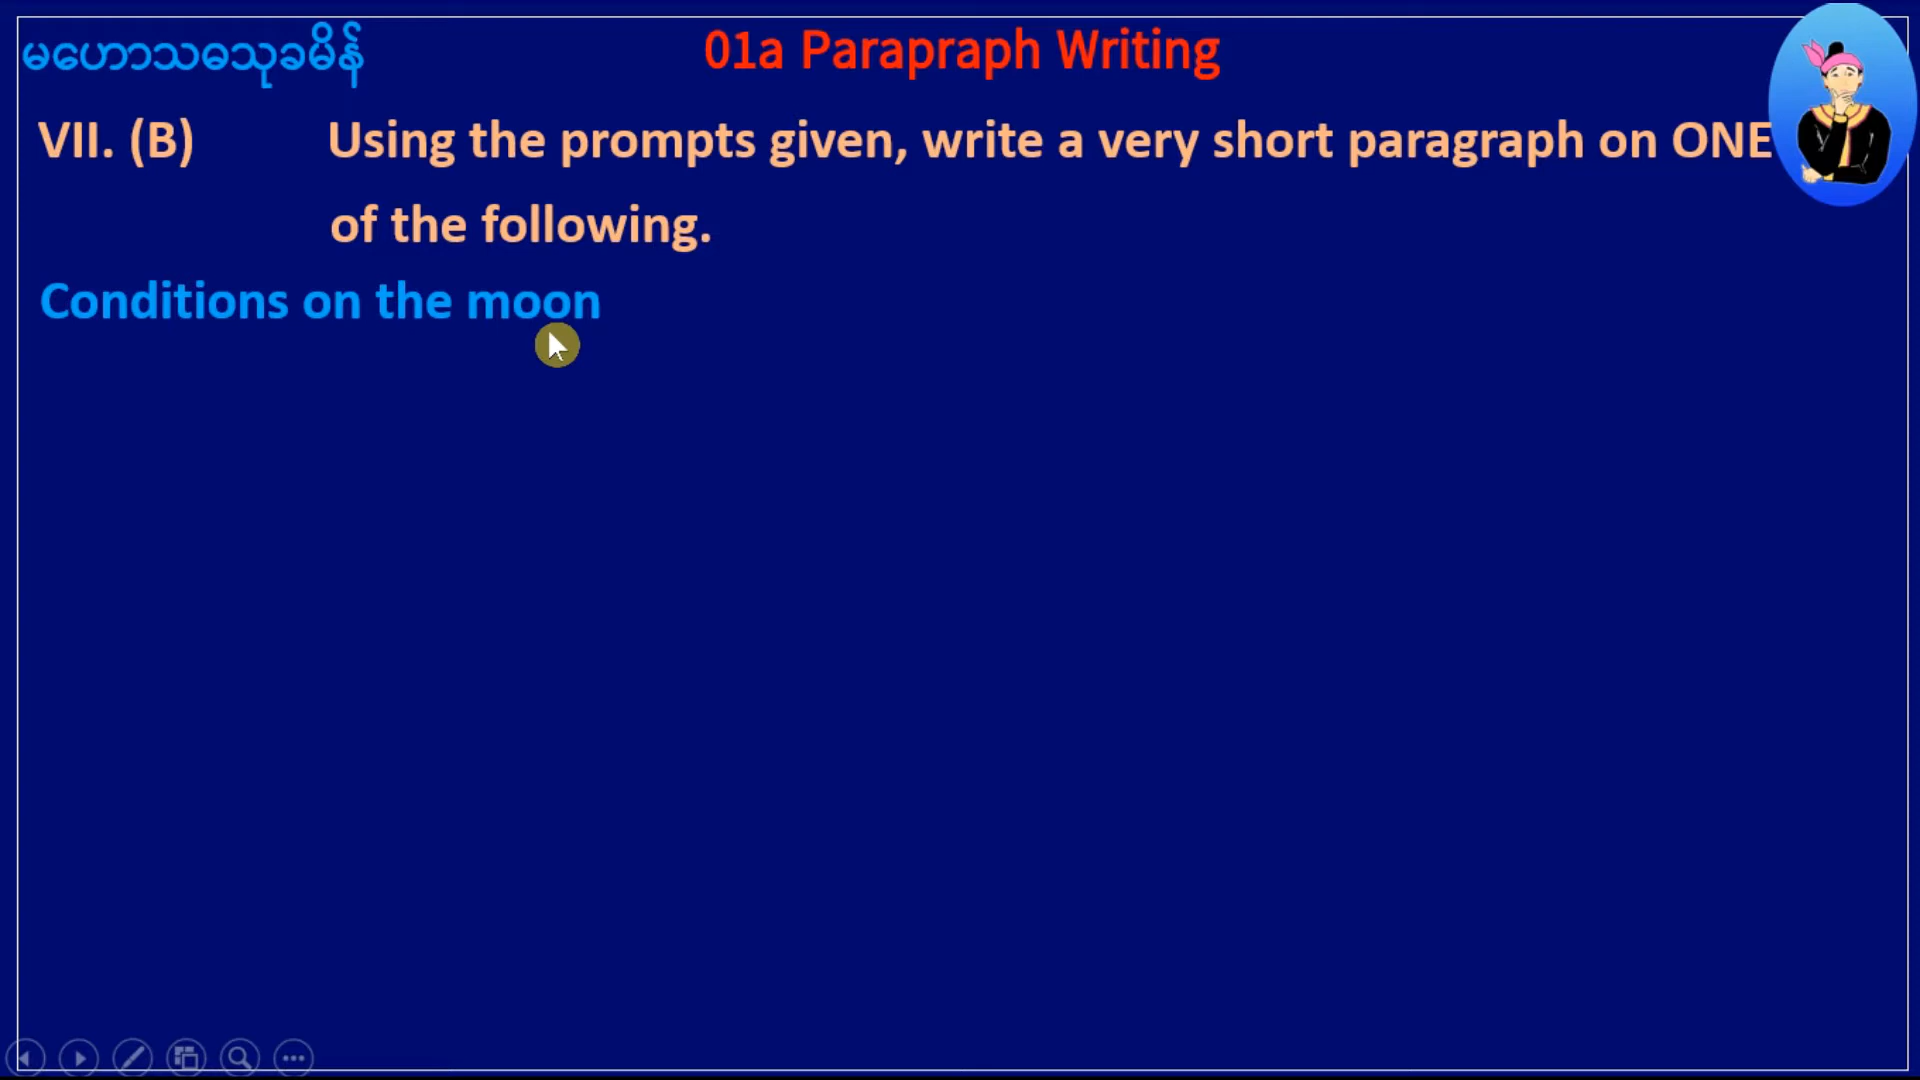 မဟောသဓသုခမိန်
01a Parapraph Writing
VII. (B) Using the prompts given, write a very short paragraph on ONE
of the following.
Conditions on the moon